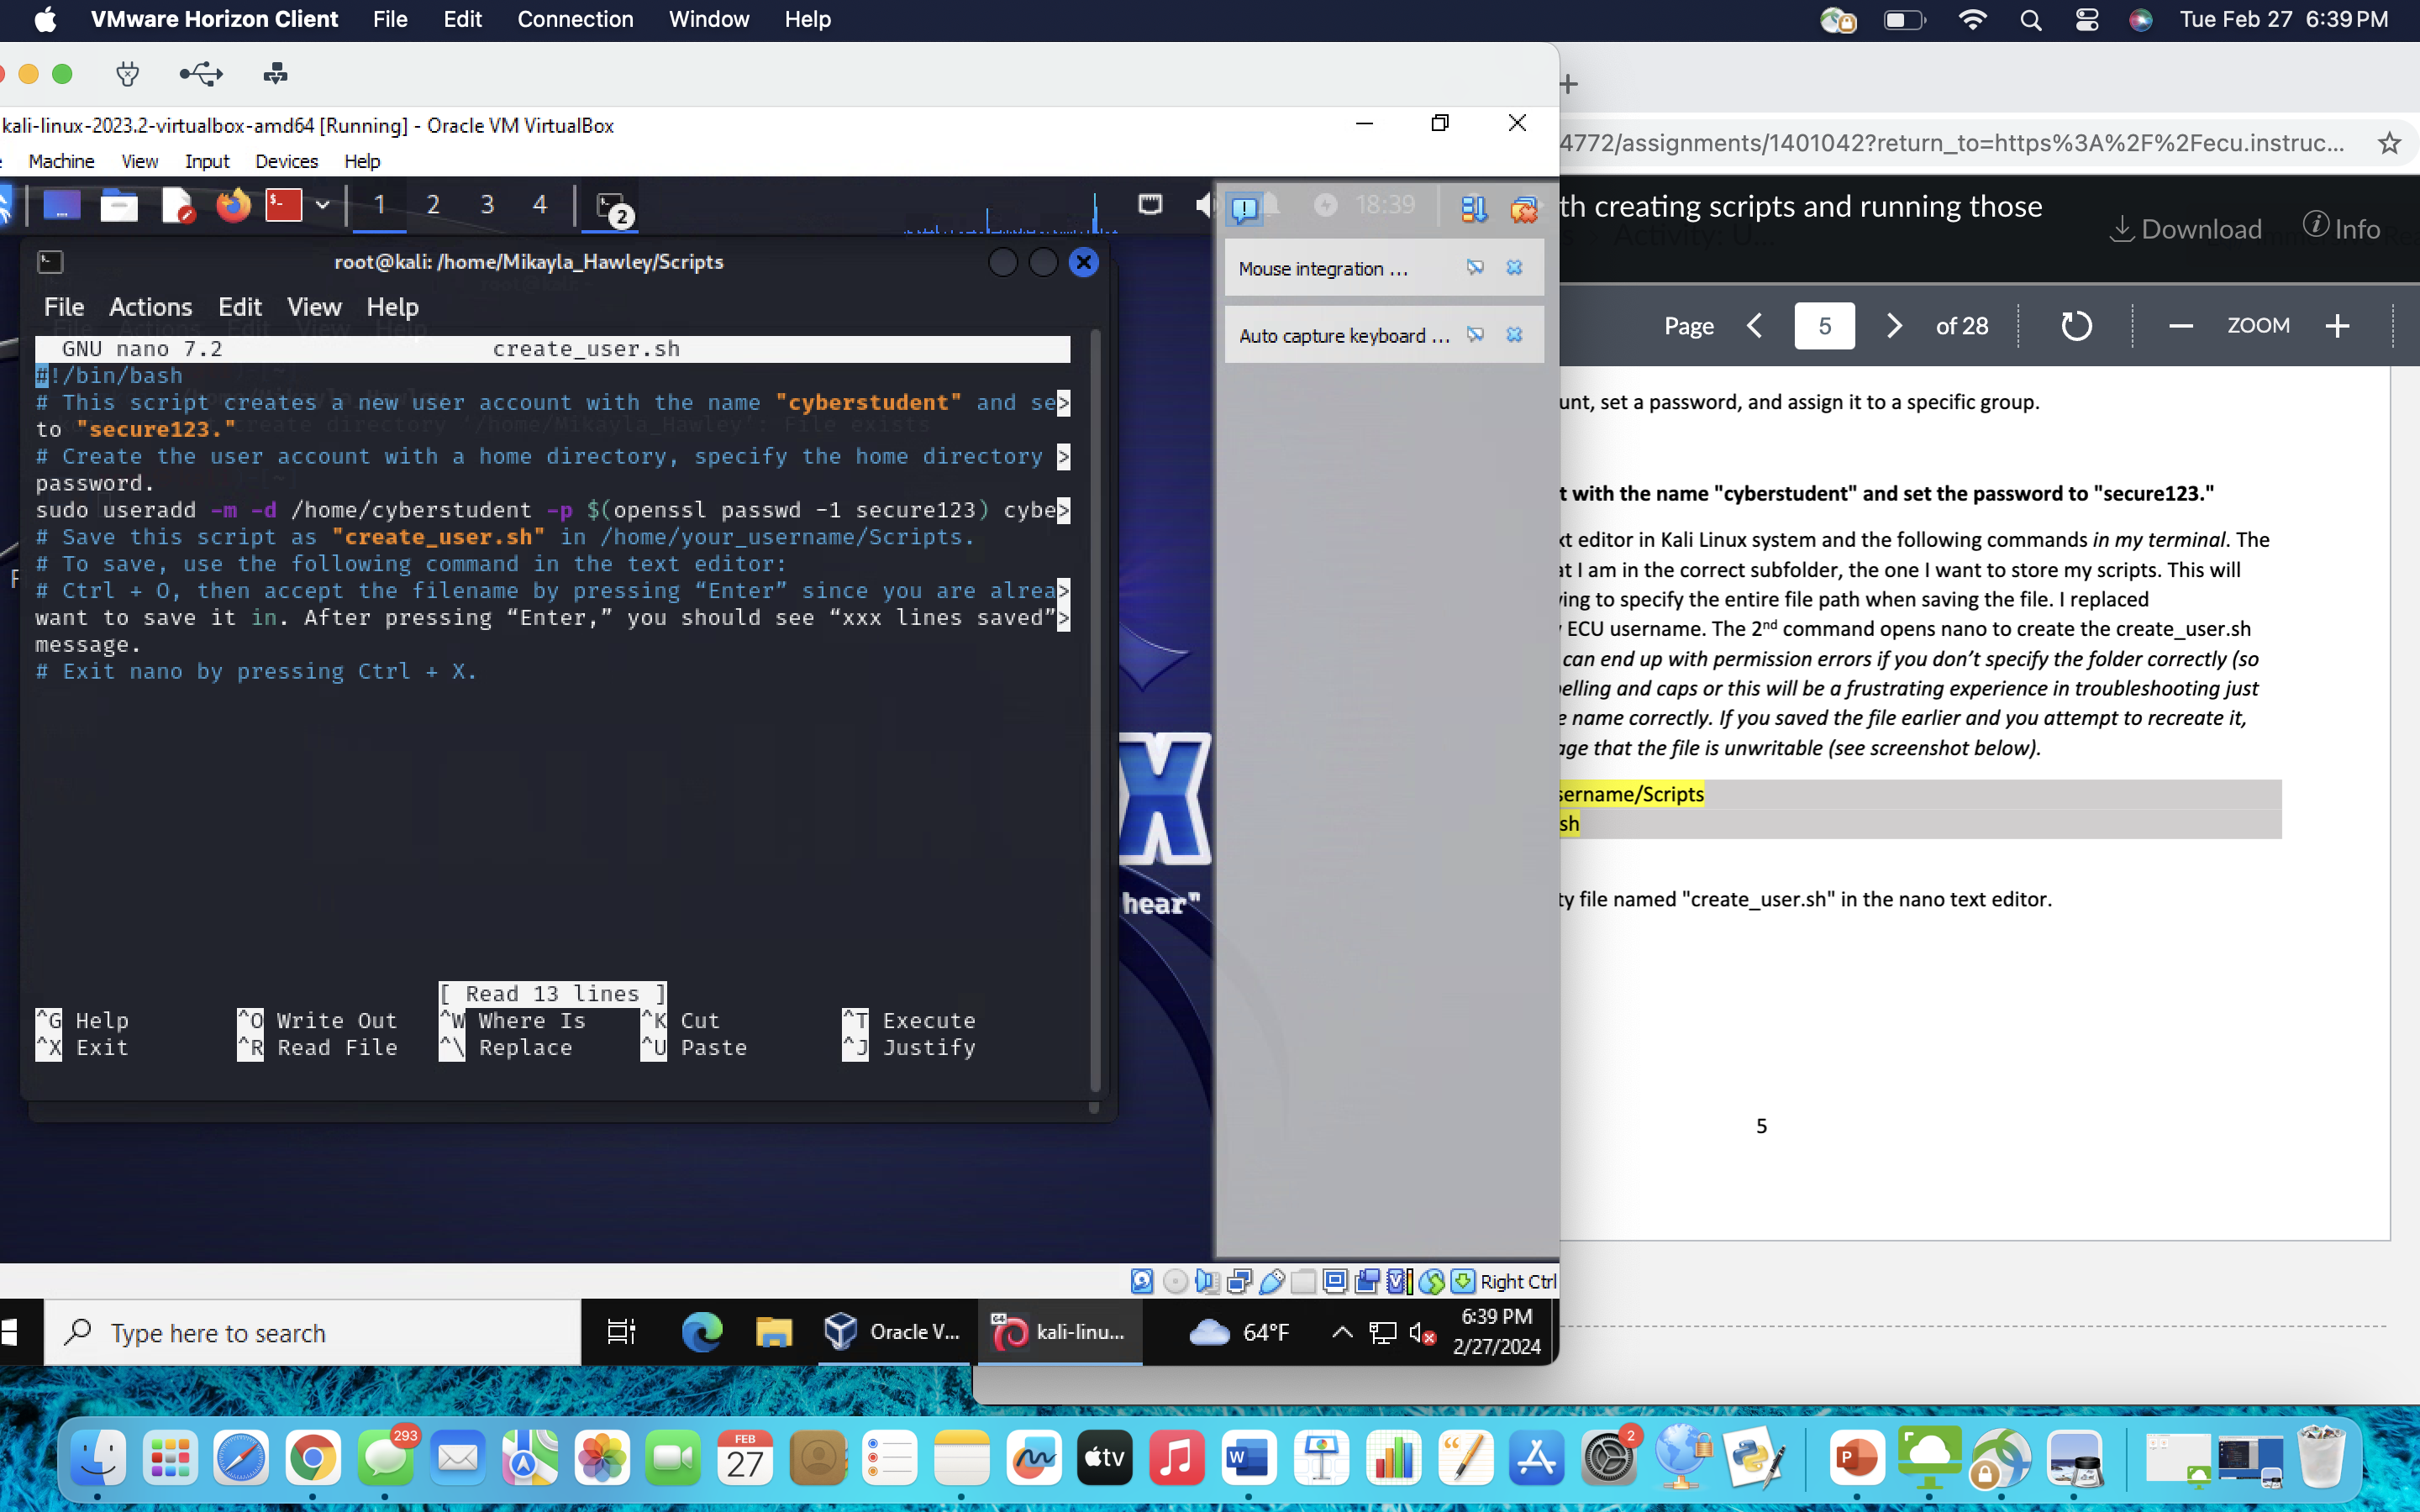 VMware Horizon Client File Edit Connection Window Help Tue Feb 27 6:39 PM
kali-linux-2023.2-virtualbox-amd64 [Running] - Oracle VM VirtualBox
Machine View Input Devices Help
1 2 3 4 2 18:39
root@kali: /home/Mikayla_Hawley/Scripts
File Actions Edit View Help
GNU nano 7.2 create_user.sh
#!/bin/bash
# This script creates a new user account with the name "cyberstudent" and se>
to "secure123."
# Create the user account with a home directory, specify the home directory >
password.
sudo useradd -m -d /home/cyberstudent -p $(openssl passwd -1 secure123) cybe>
# Save this script as "create_user.sh" in /home/your_username/Scripts.
# To save, use the following command in the text editor:
# Ctrl + O, then accept the filename by pressing “Enter” since you are alrea>
want to save it in. After pressing “Enter,” you should see “xxx lines saved”>
message.
# Exit nano by pressing Ctrl + X.
[ Read 13 lines ]
^G Help ^O Write Out ^W Where Is ^K Cut ^T Execute
^X Exit ^R Read File ^\ Replace ^U Paste ^J Justify
Mouse integration ...
Auto capture keyboard ...
X
hear"
Right Ctrl
Type here to search
Oracle V...
kali-linu...
64°F
6:39 PM
2/27/2024
4772/assignments/1401042?return_to=https%3A%2F%2Fecu.instruc...
th creating scripts and running those
Activity: U...
Download Info
Page 5 of 28 ZOOM
unt, set a password, and assign it to a specific group.
t with the name "cyberstudent" and set the password to "secure123."
xt editor in Kali Linux system and the following commands in my terminal. The
at I am in the correct subfolder, the one I want to store my scripts. This will
ving to specify the entire file path when saving the file. I replaced
ECU username. The 2nd command opens nano to create the create_user.sh
can end up with permission errors if you don’t specify the folder correctly (so
elling and caps or this will be a frustrating experience in troubleshooting just
e name correctly. If you saved the file earlier and you attempt to recreate it,
age that the file is unwritable (see screenshot below).
sername/Scripts
sh
ty file named "create_user.sh" in the nano text editor.
5
293
FEB
27
tv
W
2
P